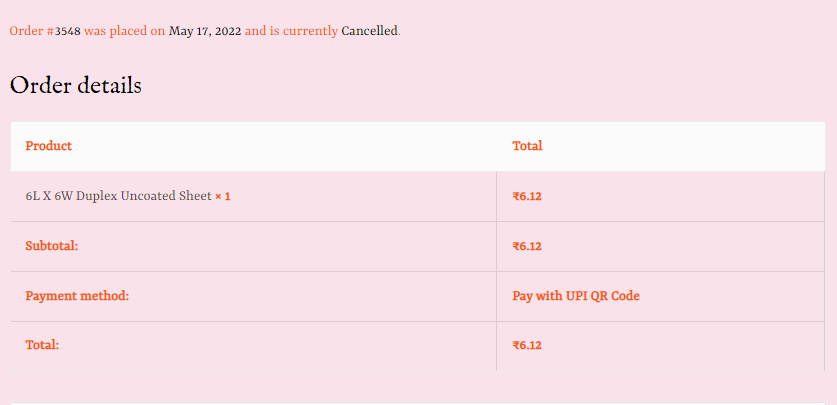 Order #3548 was placed on May 17, 2022 and is currently Cancelled.
Order details
Product Total
6L X 6W Duplex Uncoated Sheet × 1 ₹6.12
Subtotal: ₹6.12
Payment method: Pay with UPI QR Code
Total: ₹6.12